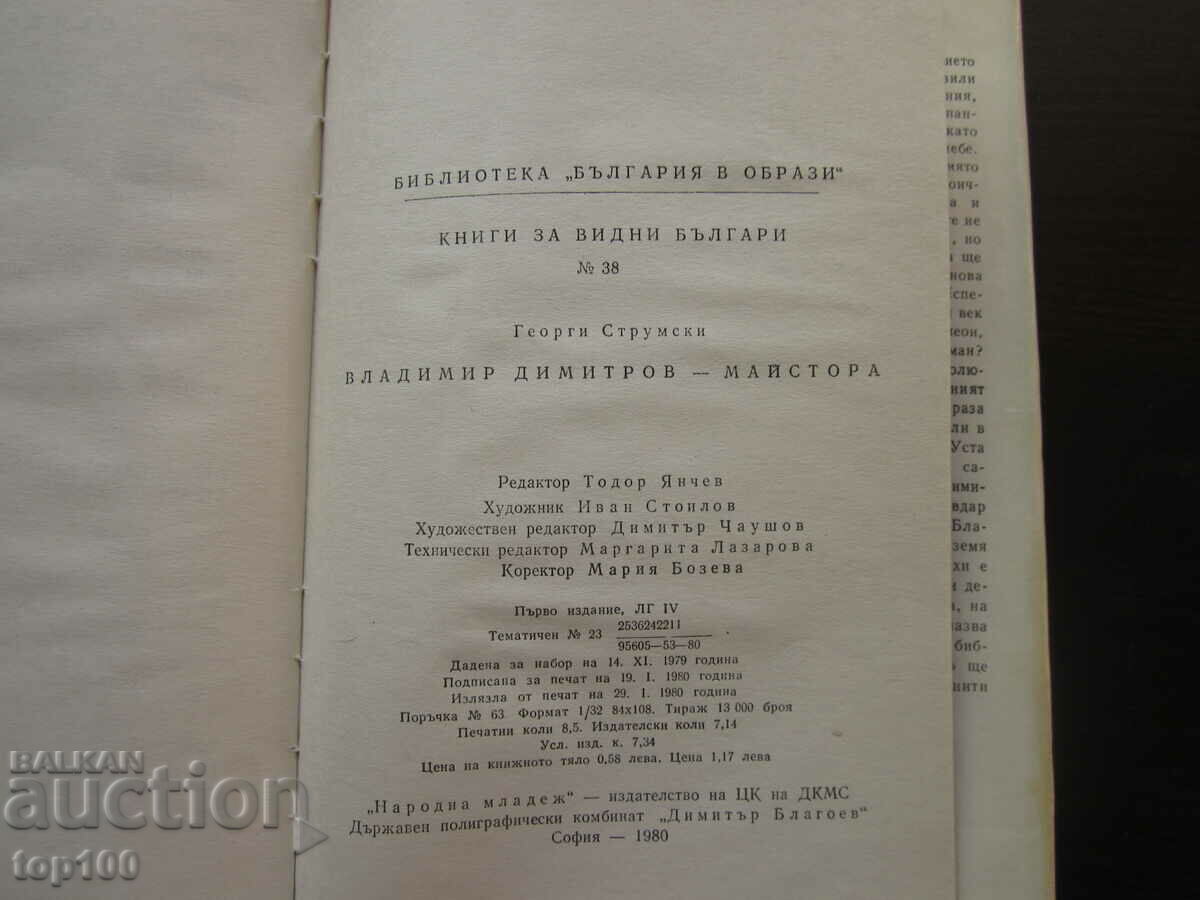 БИБЛИОТЕКА „БЪЛГАРИЯ В ОБРАЗИ“
КНИГИ ЗА ВИДНИ БЪЛГАРИ
№ 38
Георги Струмски
ВЛАДИМИР ДИМИТРОВ — МАЙСТОРА
Редактор Тодор Янчев
Художник Иван Стоилов
Художествен редактор Димитър Чаушов
Технически редактор Маргарита Лазарова
Коректор Мария Бозева
Първо издание, ЛГ IV
Тематичен № 23 2536242211
95605—53—80
Дадена за набор на 14. XI. 1979 година
Подписана за печат на 19. I. 1980 година
Излязла от печат на 29. I. 1980 година
Поръчка № 63 Формат 1/32 84x108. Тираж 13 000 броя
Печатни коли 8,5. Издателски коли 7,14
Усл. изд. к. 7,34
Цена на книжното тяло 0,58 лева. Цена 1,17 лева
„Народна младеж“ — издателство на ЦК на ДКМС
Държавен полиграфически комбинат „Димитър Благоев“
София — 1980
BALKAN
auction
top100